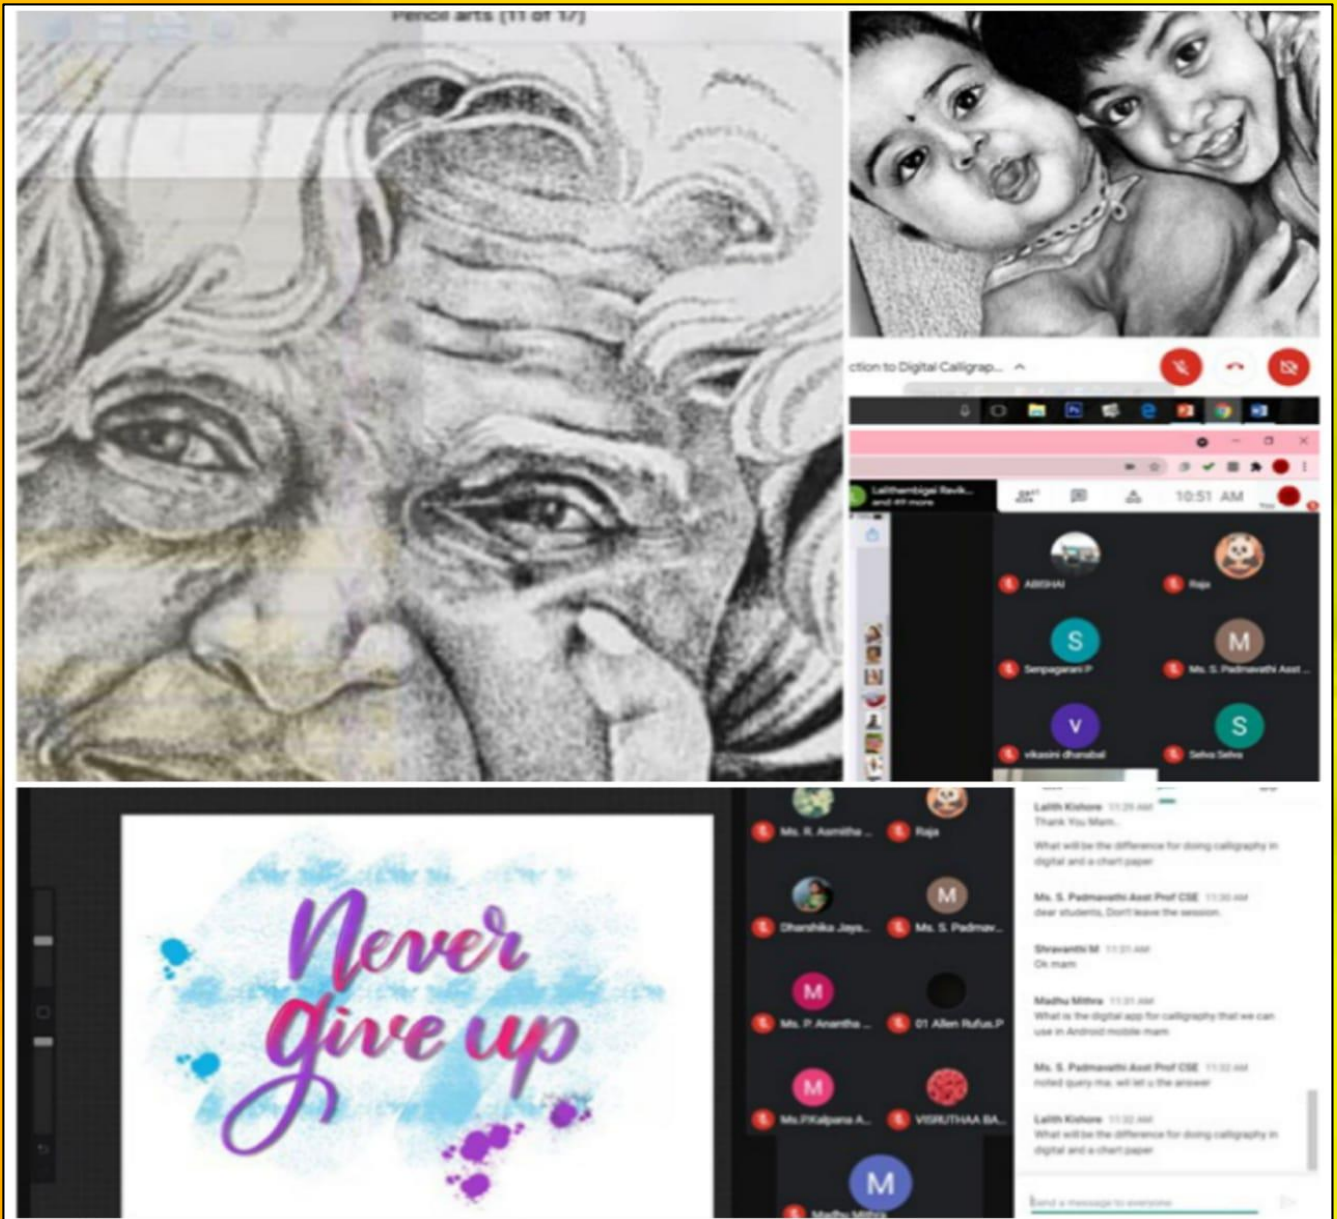 Pencil arts (11 of 17)
ction to Digital Calligrap...
Lalithambigai Ravik...
and 49 more
10:51 AM
You
ABISHAI
Raja
S
Senpagarani P
M
Ms. S. Padmavathi Asst ...
V
vikasini dhanabal
S
Selva Selva
Never
give up
Ms. R. Asmitha ...
Raja
Dharshika Jaya...
M
Ms. S. Padmav...
M
Ms. P. Anantha ...
01 Allen Rufus.P
M
Ms.P.Kalpana A...
VISRUTHAA BA...
M
Madhu Mithra
Lalith Kishore 11:29 AM
Thank You Mam..
What will be the difference for doing calligraphy in
digital and a chart paper
Ms. S. Padmavathi Asst Prof CSE 11:30 AM
dear students, Don't leave the session.
Shravanthi M 11:31 AM
Ok mam
Madhu Mithra 11:31 AM
What is the digital app for calligraphy that we can
use in Android mobile mam
Ms. S. Padmavathi Asst Prof CSE 11:32 AM
noted query ma. wil let u the answer
Lalith Kishore 11:32 AM
What will be the difference for doing calligraphy in
digital and a chart paper
Send a message to everyone